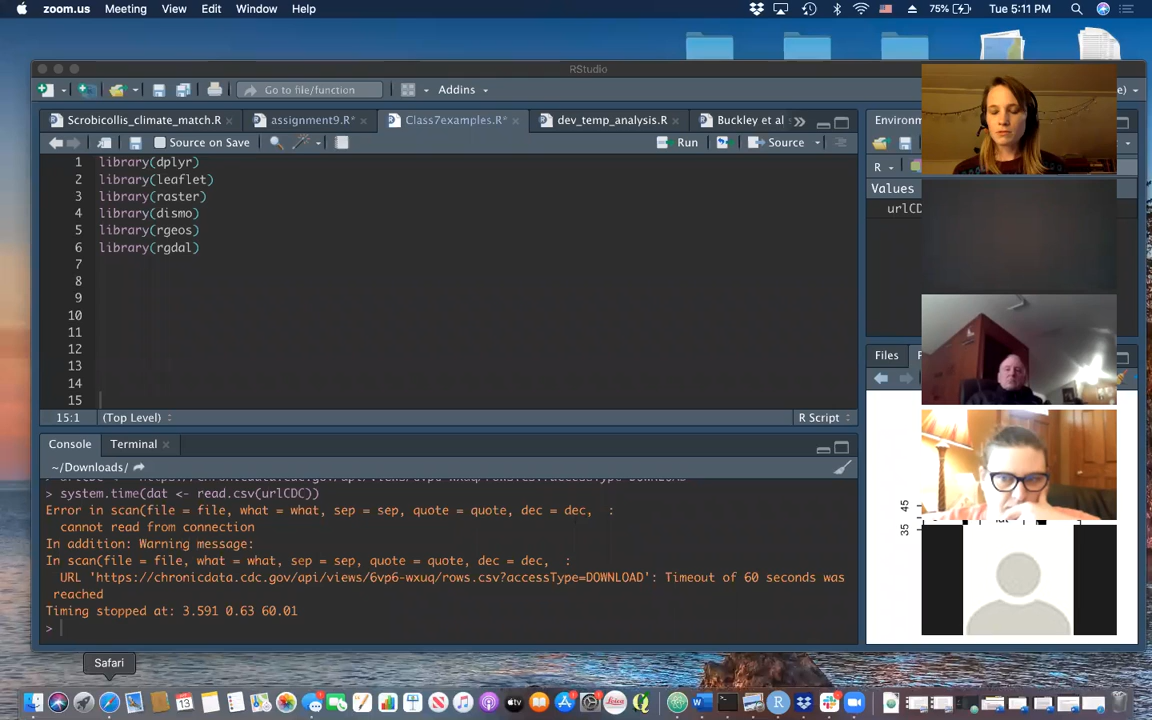 zoom.us Meeting View Edit Window Help 75% Tue 5:11 PM
RStudio
Go to file/function Addins
Scrobicollis_climate_match.R assignment9.R* Class7examples.R* dev_temp_analysis.R Buckley et al Environ
Source on Save Run Source
R
1 library(dplyr)
2 library(leaflet)
3 library(raster)
4 library(dismo)
5 library(rgeos)
6 library(rgdal)
7
8
9
10
11
12
13
14
15
Values
urlCD
15:1 (Top Level) R Script
Files
Console Terminal
~/Downloads/
> system.time(dat <- read.csv(urlCDC))
Error in scan(file = file, what = what, sep = sep, quote = quote, dec = dec, :
cannot read from connection
In addition: Warning message:
In scan(file = file, what = what, sep = sep, quote = quote, dec = dec, :
URL 'https://chronicdata.cdc.gov/api/views/6vp6-wxuq/rows.csv?accessType=DOWNLOAD': Timeout of 60 seconds was
reached
Timing stopped at: 3.591 0.63 60.01
>
45
35
Safari